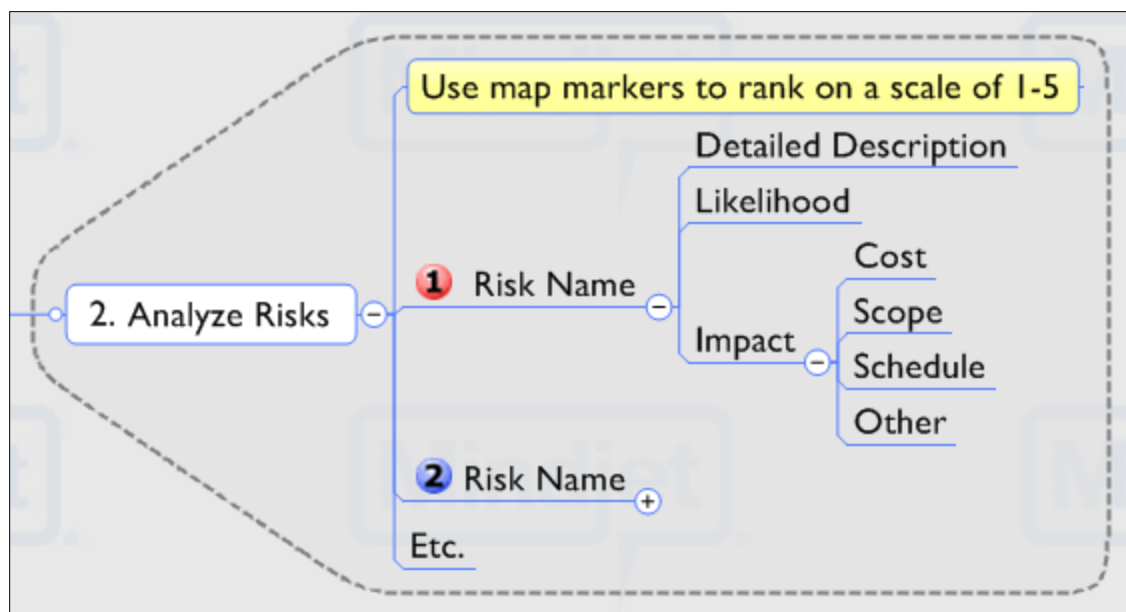 Use map markers to rank on a scale of 1-5
Detailed Description
Likelihood
Cost
1 Risk Name
Scope
2. Analyze Risks
Impact
Schedule
Other
2 Risk Name
Etc.
Mindjet